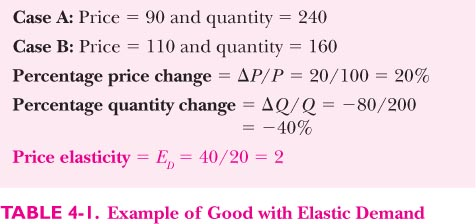 Case A: Price = 90 and quantity = 240
Case B: Price = 110 and quantity = 160
Percentage price change = ΔP/P = 20/100 = 20%
Percentage quantity change = ΔQ/Q = −80/200
= −40%
Price elasticity = E_D = 40/20 = 2
TABLE 4-1. Example of Good with Elastic Demand